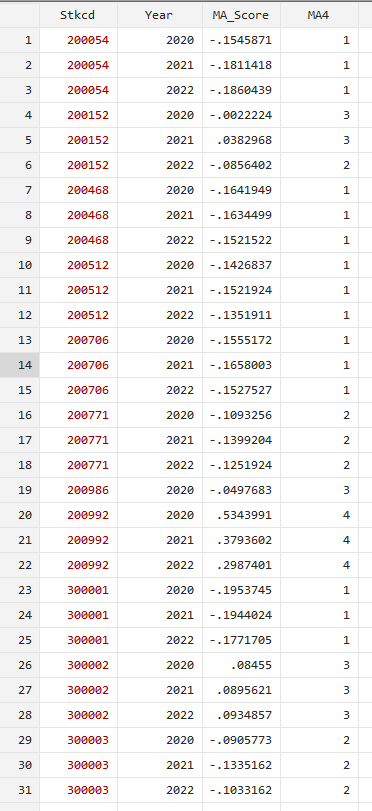 Stkcd Year MA_Score MA4
1 200054 2020 -.1545871 1
2 200054 2021 -.1811418 1
3 200054 2022 -.1860439 1
4 200152 2020 -.0022224 3
5 200152 2021 .0382968 3
6 200152 2022 -.0856402 2
7 200468 2020 -.1641949 1
8 200468 2021 -.1634499 1
9 200468 2022 -.1521522 1
10 200512 2020 -.1426837 1
11 200512 2021 -.1521924 1
12 200512 2022 -.1351911 1
13 200706 2020 -.1555172 1
14 200706 2021 -.1658003 1
15 200706 2022 -.1527527 1
16 200771 2020 -.1093256 2
17 200771 2021 -.1399204 2
18 200771 2022 -.1251924 2
19 200986 2020 -.0497683 3
20 200992 2020 .5343991 4
21 200992 2021 .3793602 4
22 200992 2022 .2987401 4
23 300001 2020 -.1953745 1
24 300001 2021 -.1944024 1
25 300001 2022 -.1771705 1
26 300002 2020 .08455 3
27 300002 2021 .0895621 3
28 300002 2022 .0934857 3
29 300003 2020 -.0905773 2
30 300003 2021 -.1335162 2
31 300003 2022 -.1033162 2